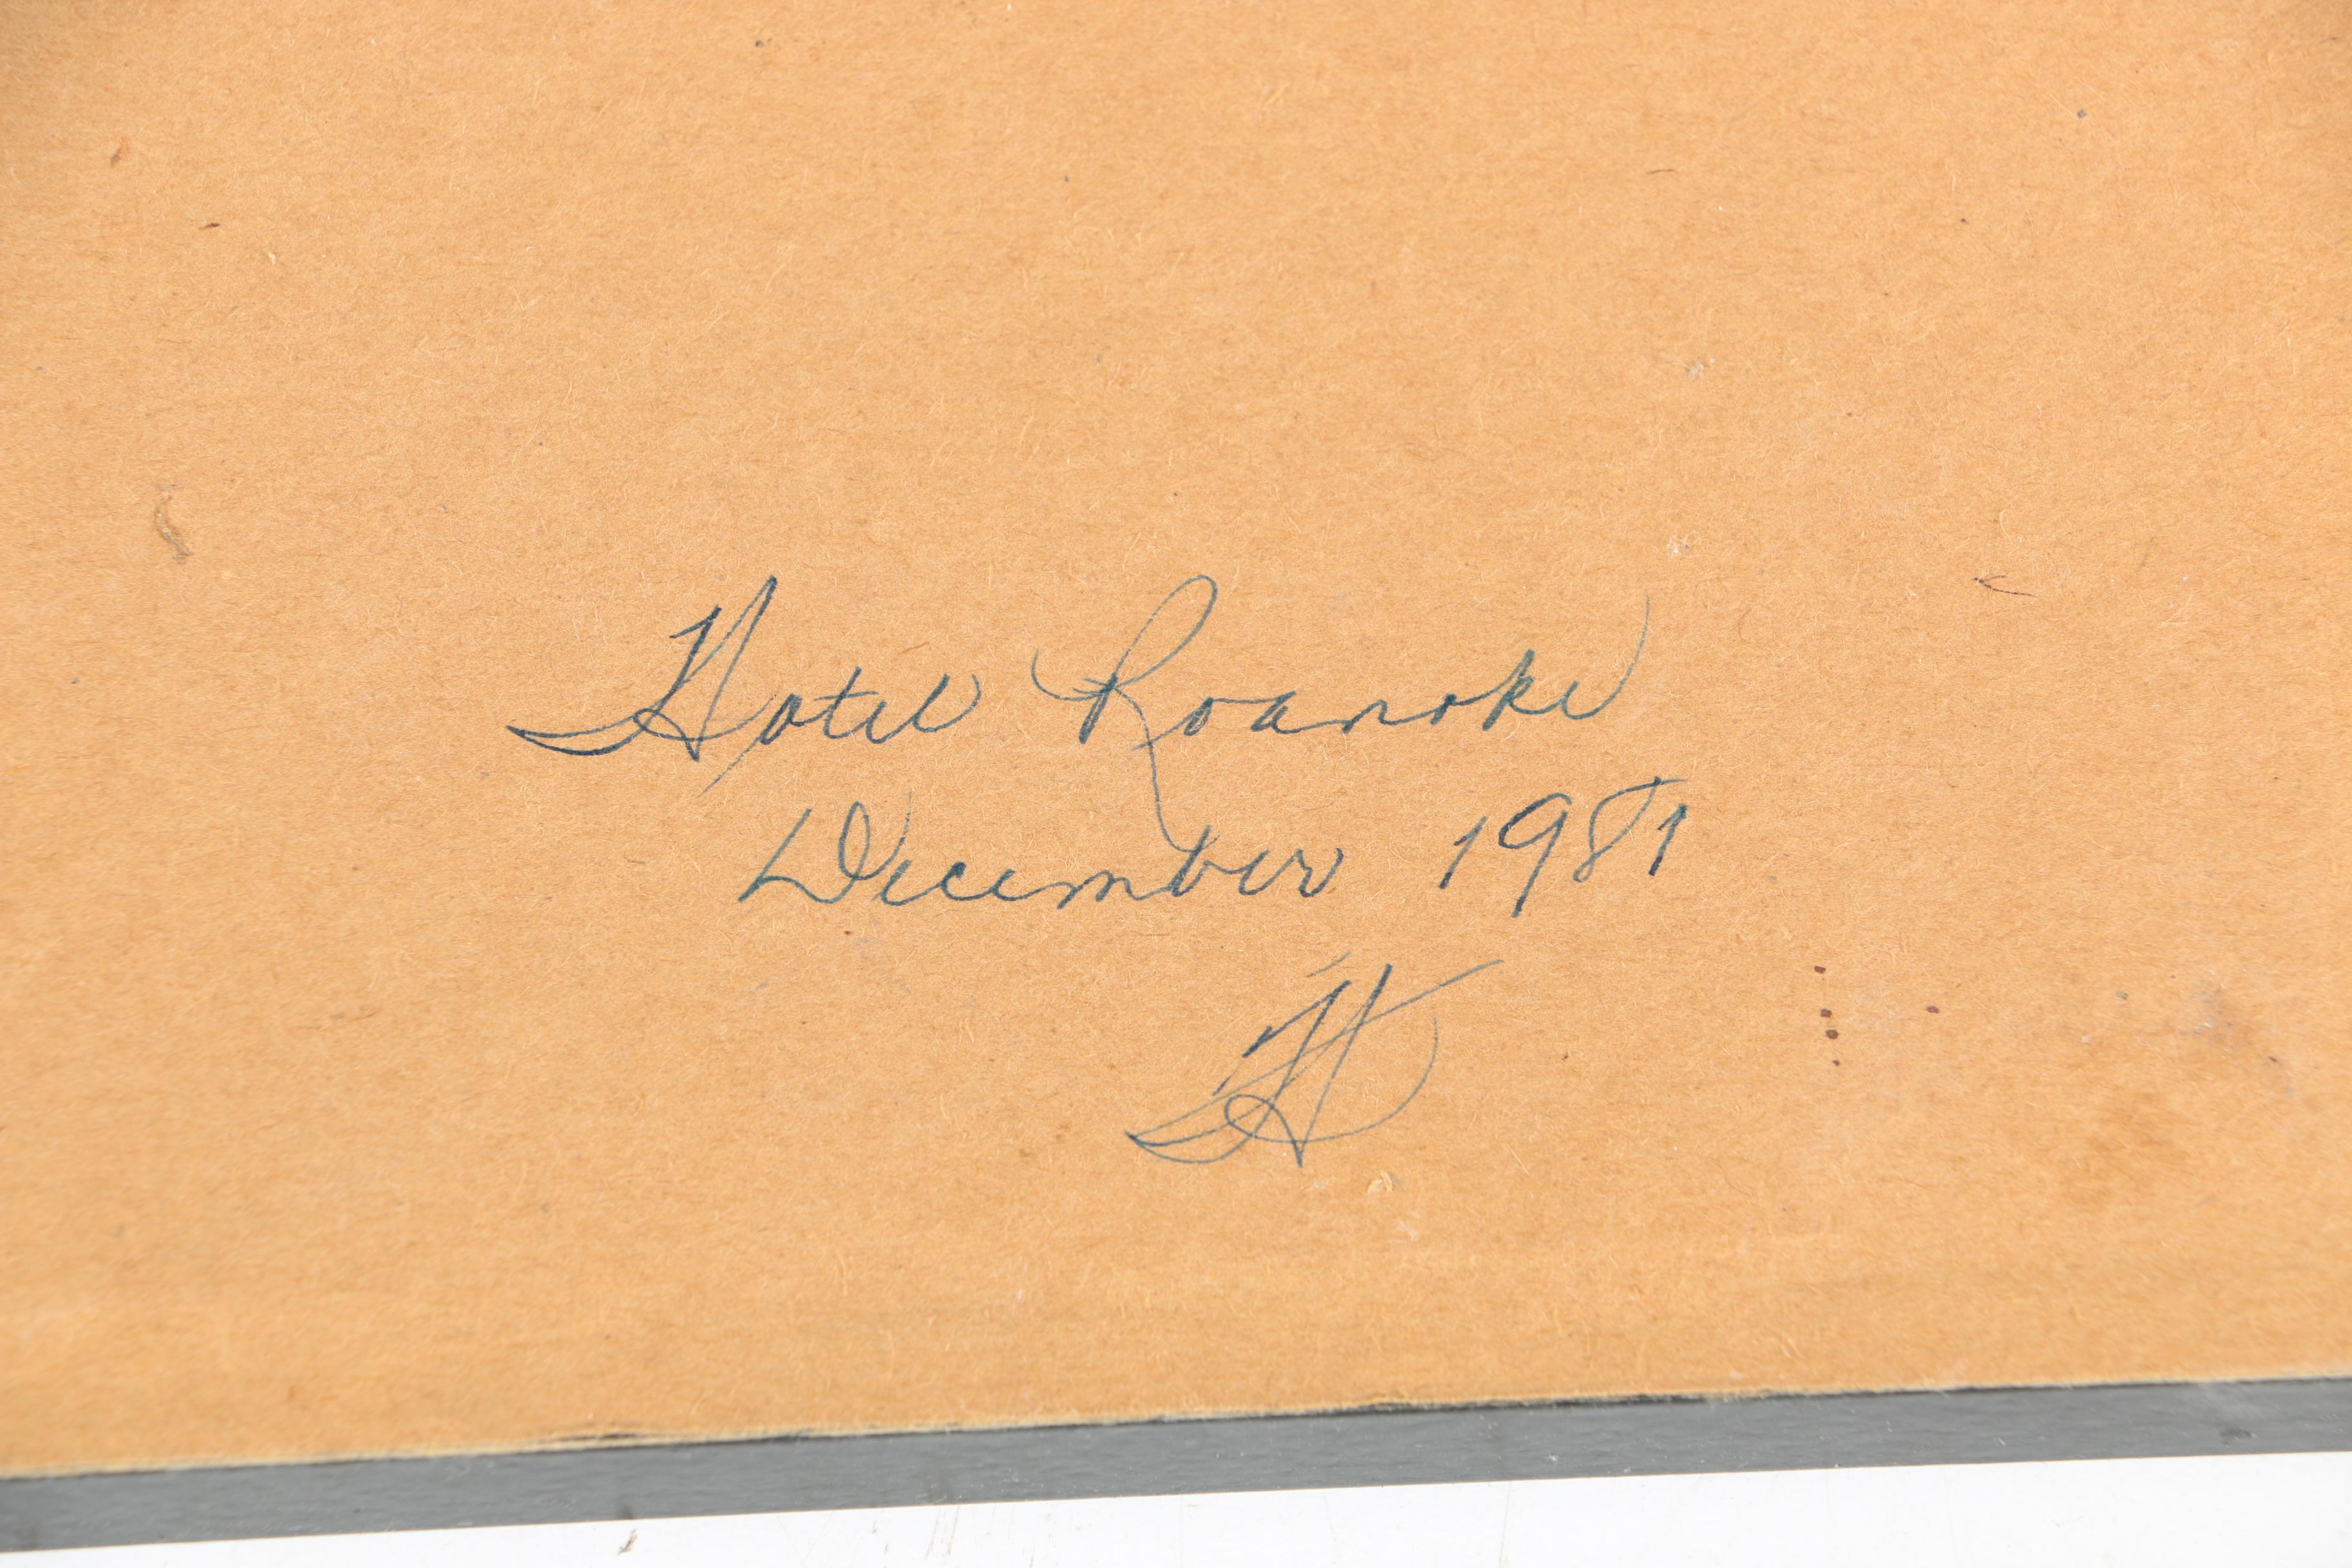 Hotel Roanoke
December 1981